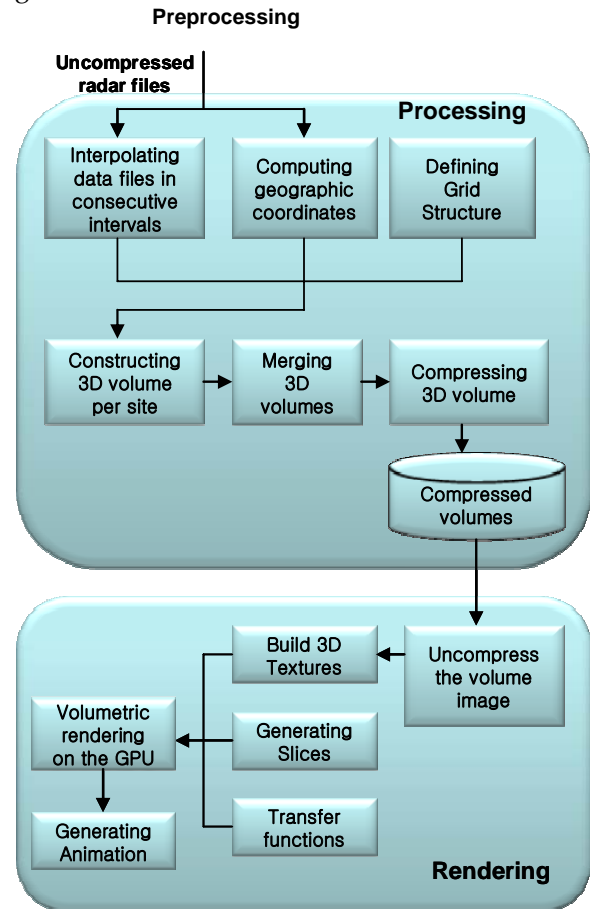 Preprocessing
Uncompressed
radar files
Processing
Interpolating
data files in
consecutive
intervals
Computing
geographic
coordinates
Defining
Grid
Structure
Constructing
3D volume
per site
Merging
3D
volumes
Compressing
3D volume
Compressed
volumes
Build 3D
Textures
Uncompress
the volume
image
Volumetric
rendering
on the GPU
Generating
Slices
Generating
Animation
Transfer
functions
Rendering